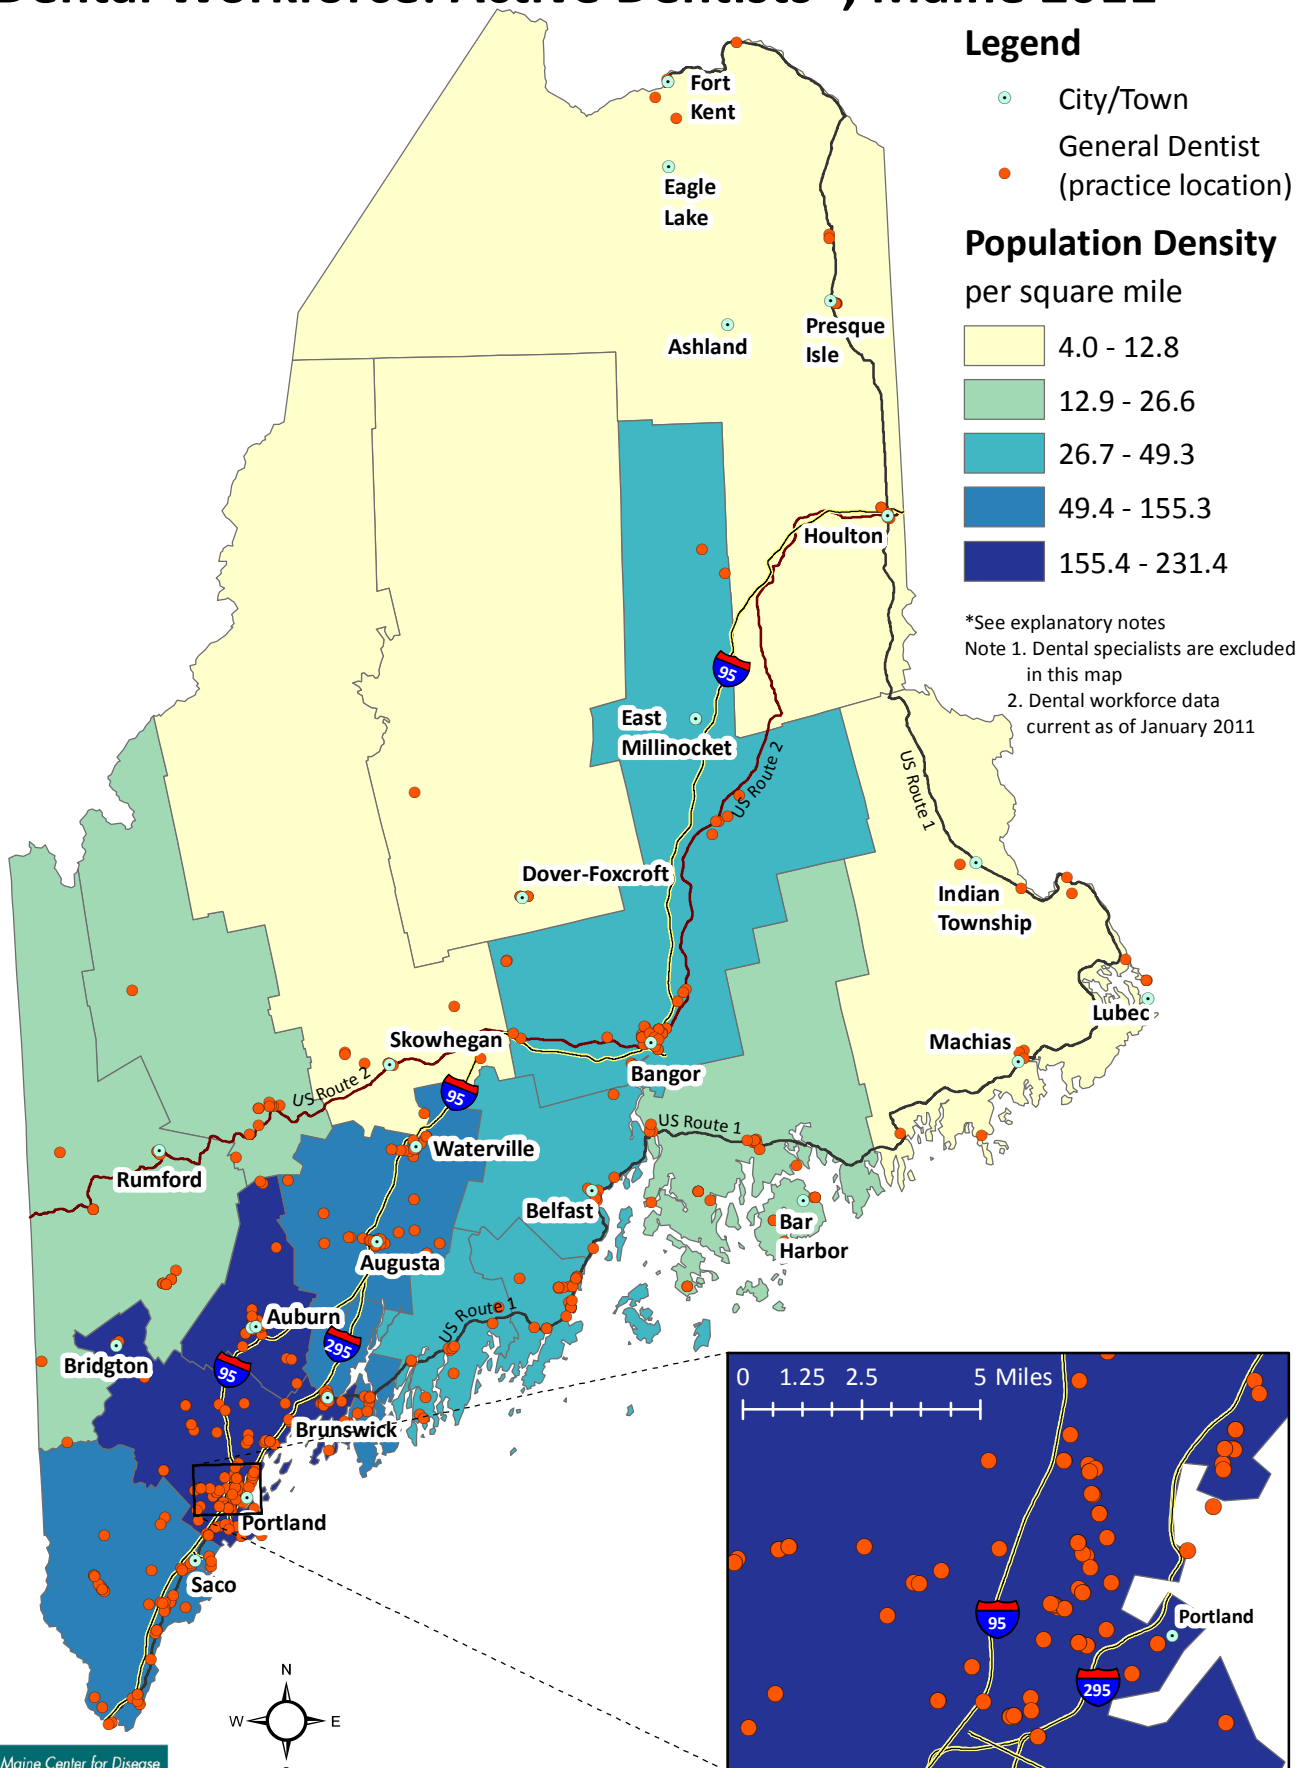 Dental Workforce: Active Dentists*, Maine 2011
Legend
City/Town
General Dentist
(practice location)
Population Density
per square mile
4.0 - 12.8
12.9 - 26.6
26.7 - 49.3
49.4 - 155.3
155.4 - 231.4
*See explanatory notes
Note 1. Dental specialists are excluded
in this map
2. Dental workforce data
current as of January 2011
Fort
Kent
Eagle
Lake
Ashland
Presque
Isle
Houlton
95
East
Millinocket
US Route 2
US Route 1
Dover-Foxcroft
Indian
Township
Lubec
Machias
Skowhegan
Bangor
US Route 2
95
US Route 1
Waterville
Rumford
Belfast
Bar
Harbor
Augusta
US Route 1
Auburn
295
Bridgton
95
Brunswick
Portland
Saco
0 1.25 2.5 5 Miles
95
Portland
295
N
W E
Maine Center for Disease